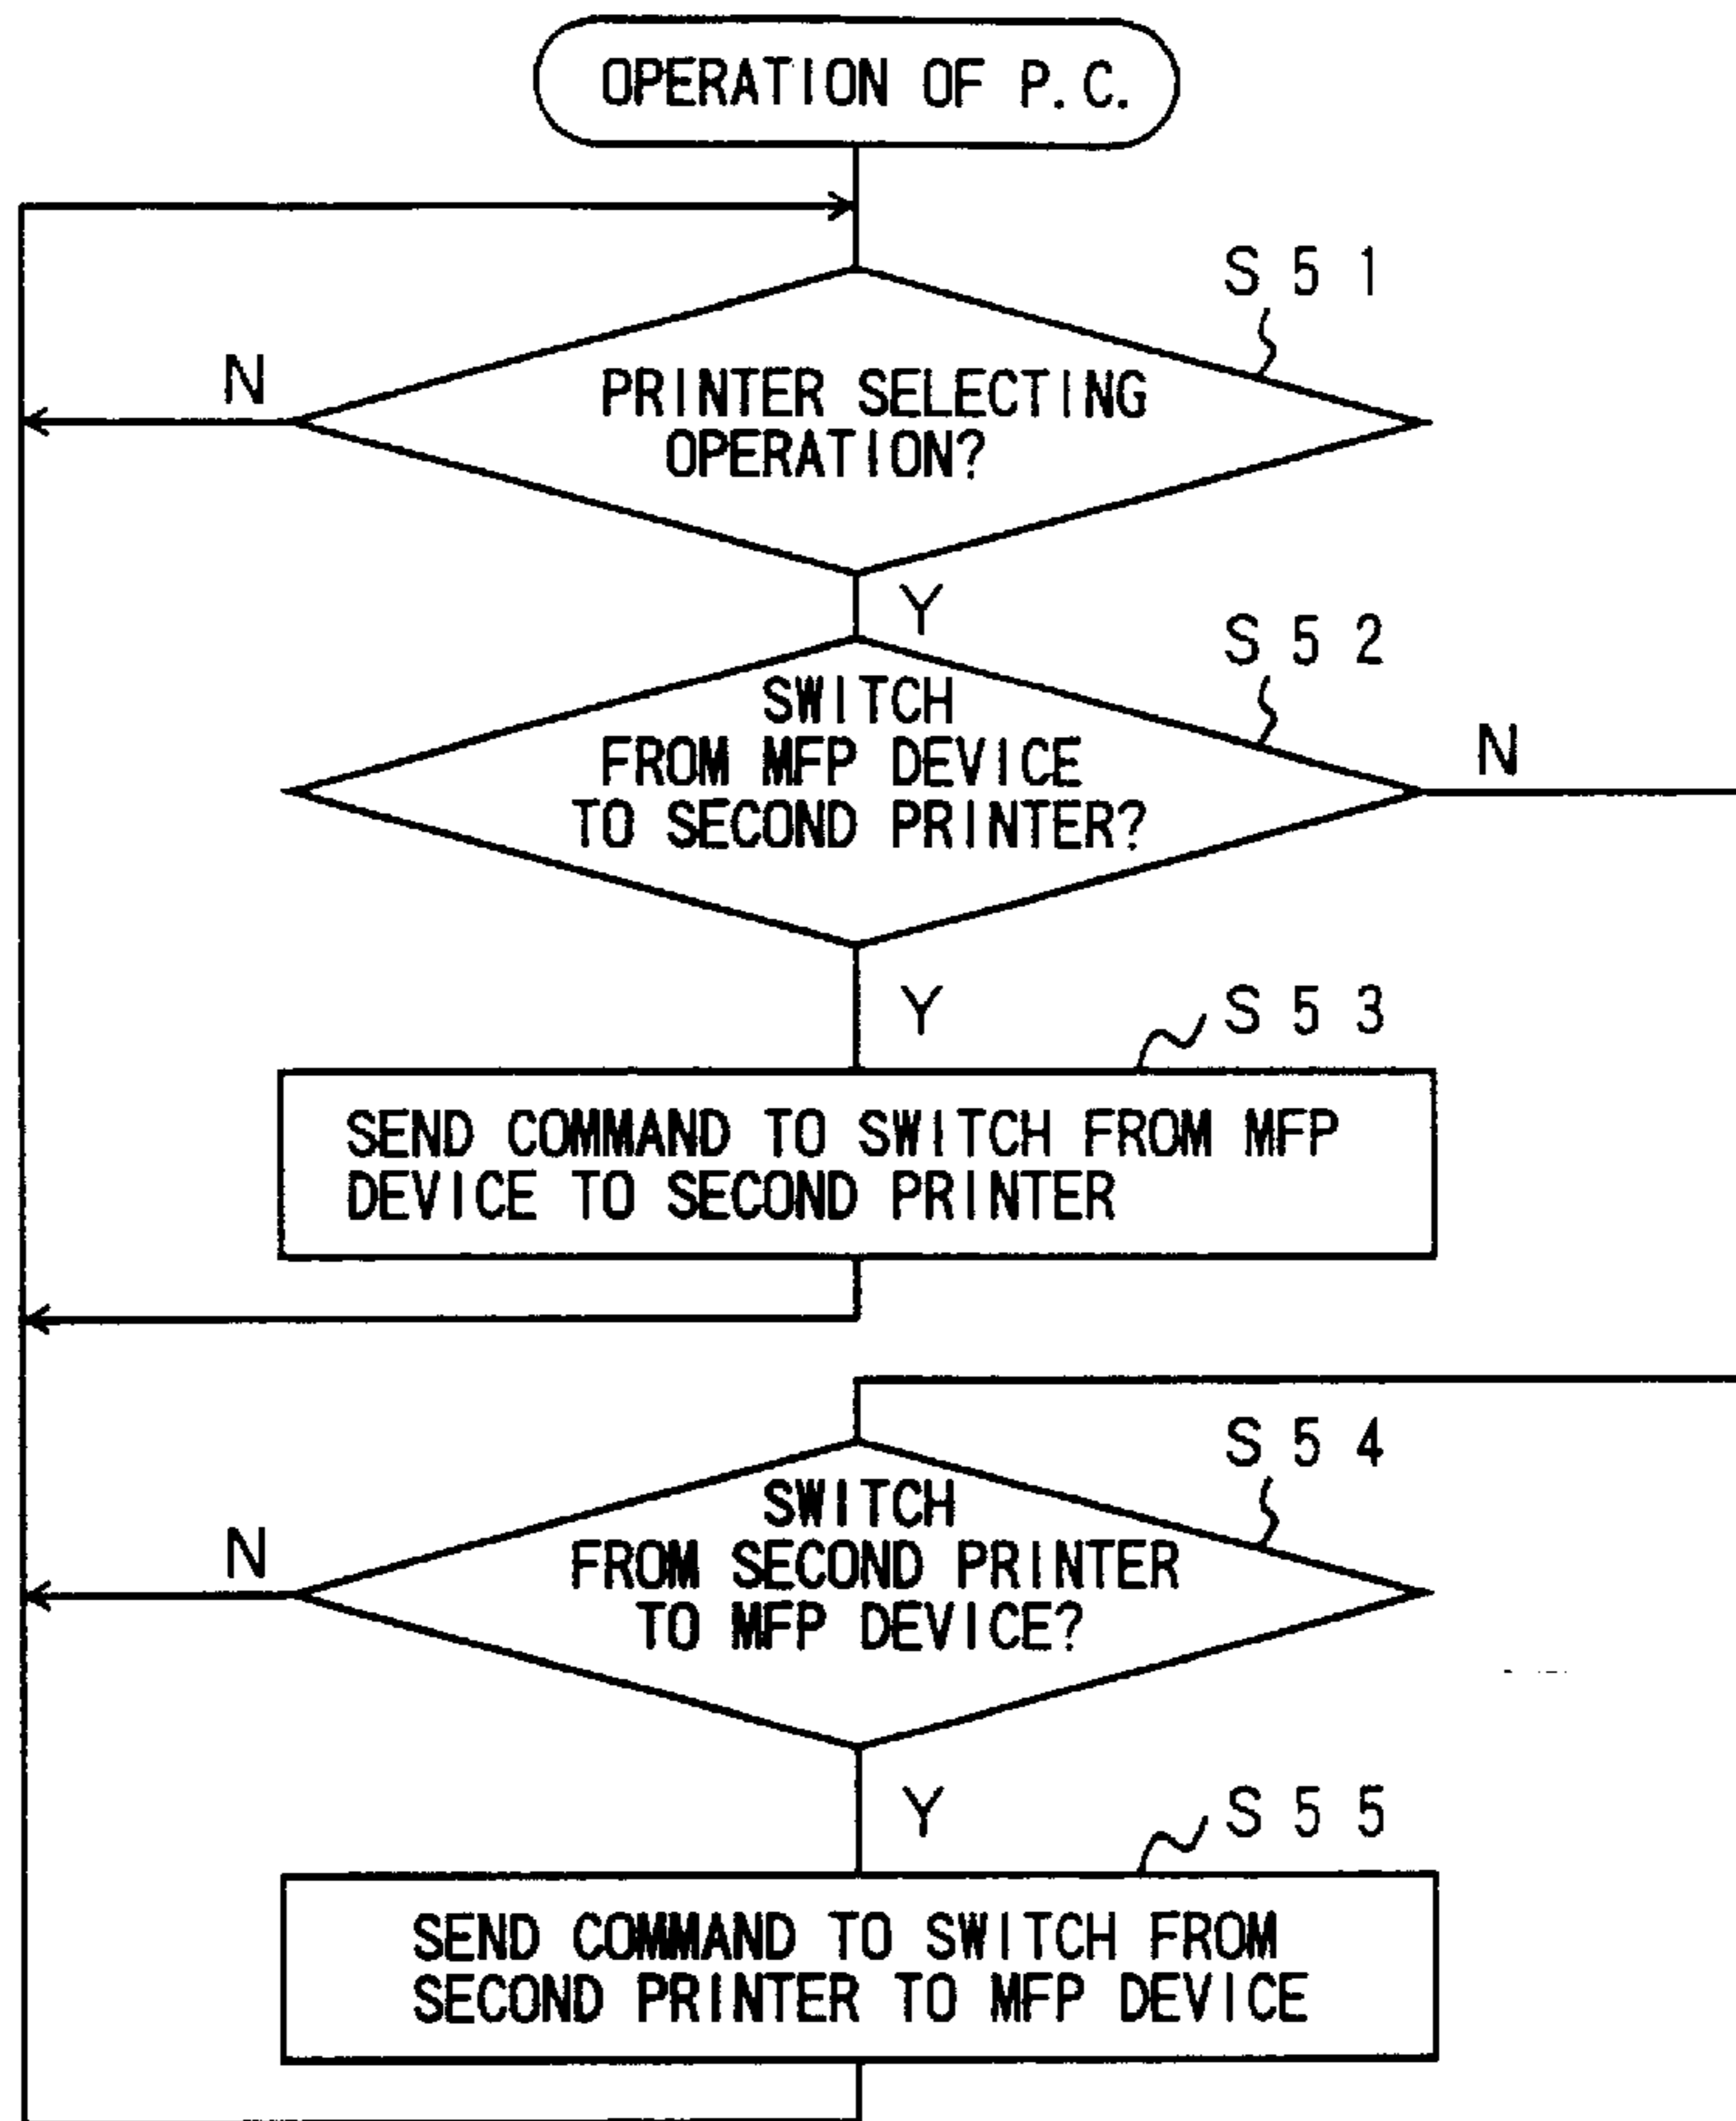 OPERATION OF P.C.
S51
N
PRINTER SELECTING
OPERATION?
Y
S52
SWITCH
FROM MFP DEVICE
TO SECOND PRINTER?
N
Y
S53
SEND COMMAND TO SWITCH FROM MFP
DEVICE TO SECOND PRINTER
S54
SWITCH
FROM SECOND PRINTER
TO MFP DEVICE?
N
Y
S55
SEND COMMAND TO SWITCH FROM
SECOND PRINTER TO MFP DEVICE